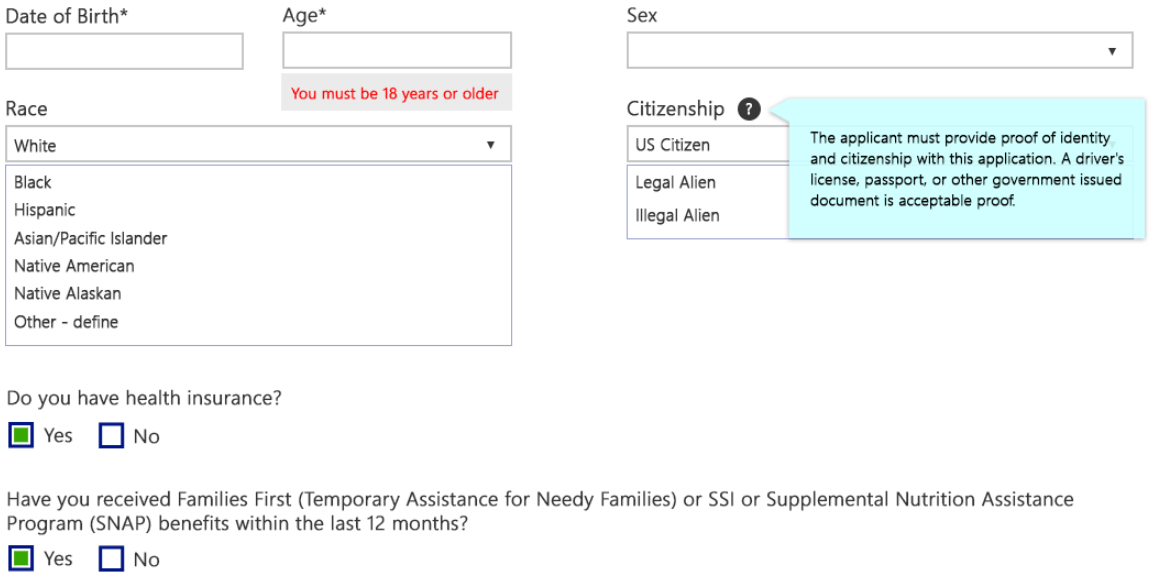 Date of Birth*
Age*
Sex
You must be 18 years or older
Race
Citizenship ?
White
US Citizen
The applicant must provide proof of identity
and citizenship with this application. A driver's
license, passport, or other government issued
document is acceptable proof.
Black
Hispanic
Asian/Pacific Islander
Native American
Native Alaskan
Other - define
Legal Alien
Illegal Alien
Do you have health insurance?
Yes No
Have you received Families First (Temporary Assistance for Needy Families) or SSI or Supplemental Nutrition Assistance
Program (SNAP) benefits within the last 12 months?
Yes No